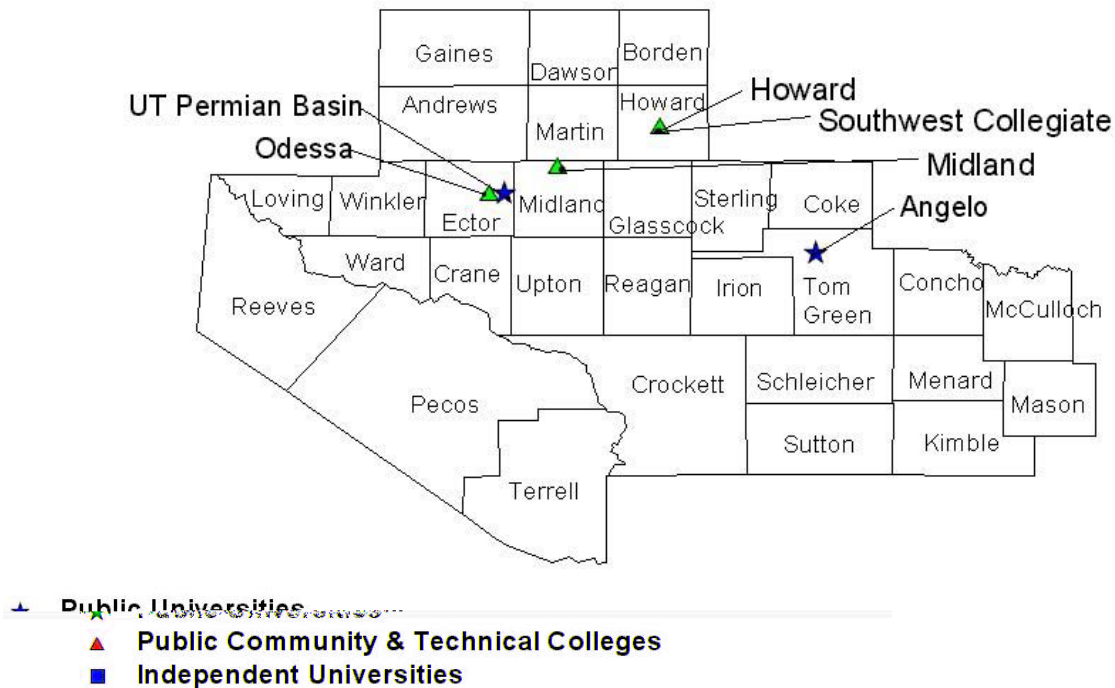 Gaines
Dawson
Borden
Andrews
Martin
Howard
Howard
Southwest Collegiate
UT Permian Basin
Odessa
Midland
Angelo
Loving
Winkler
Ector
Midland
Glasscock
Sterling
Coke
Ward
Crane
Upton
Reagan
Irion
Tom
Green
Concho
McCulloch
Reeves
Pecos
Crockett
Schleicher
Menard
Mason
Sutton
Kimble
Terrell
Public Universities
Public Community & Technical Colleges
Independent Universities